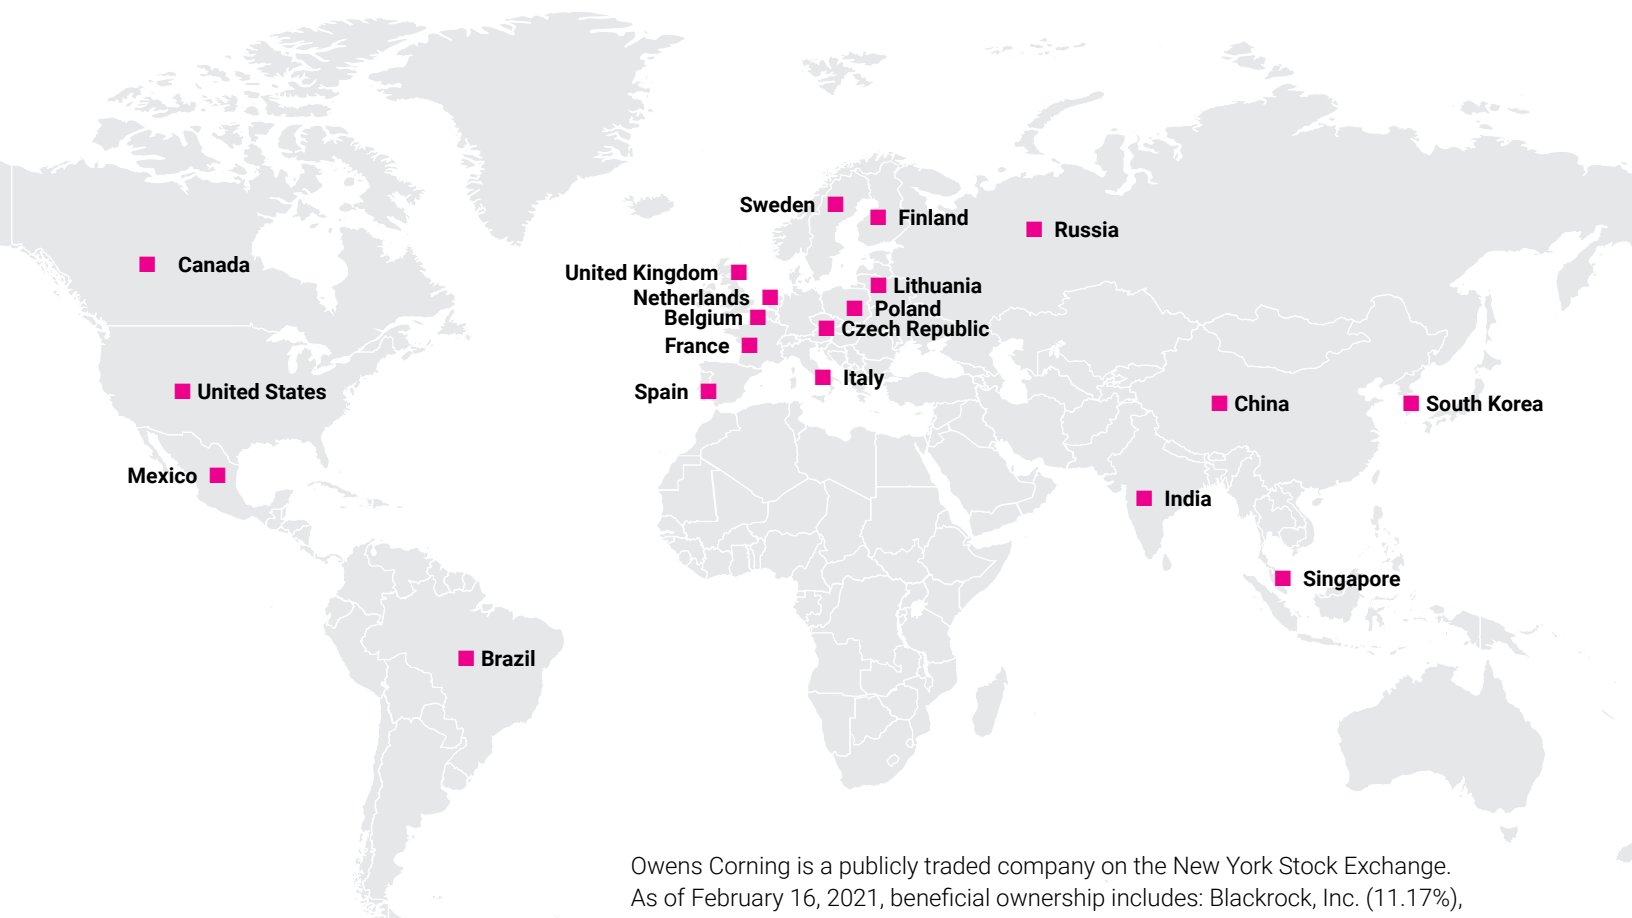 Sweden
Finland
Russia
Canada
United Kingdom
Lithuania
Netherlands
Poland
Belgium
Czech Republic
France
Italy
United States
Spain
China
South Korea
Mexico
India
Singapore
Brazil
Owens Corning is a publicly traded company on the New York Stock Exchange.
As of February 16, 2021, beneficial ownership includes: Blackrock, Inc. (11.17%),